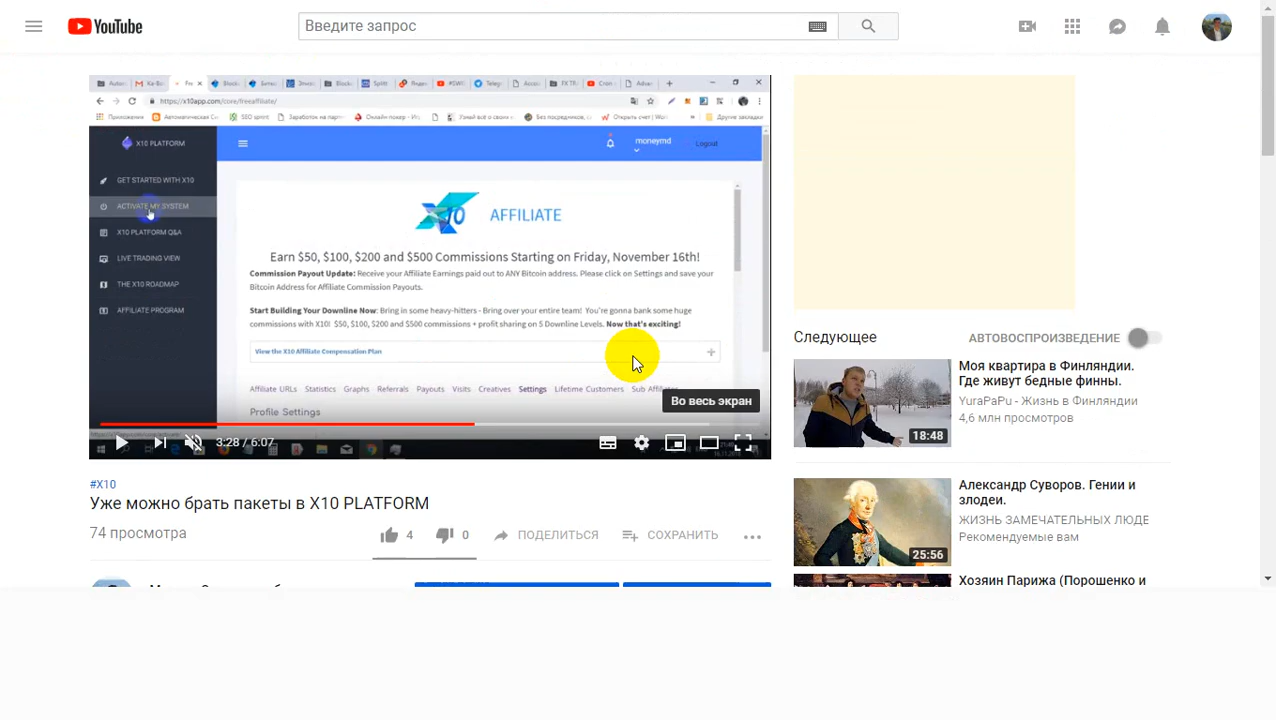 YouTube
Введите запрос
https://x10app.com/core/freeaffiliate/
X10 PLATFORM
moneymd
Logout
GET STARTED WITH X10
ACTIVATE MY SYSTEM
X10 PLATFORM Q&A
LIVE TRADING VIEW
THE X10 ROADMAP
AFFILIATE PROGRAM
X10 AFFILIATE
Earn $50, $100, $200 and $500 Commissions Starting on Friday, November 16th!
Commission Payout Update: Receive your Affiliate Earnings paid out to ANY Bitcoin address. Please click on Settings and save your
Bitcoin Address for Affiliate Commission Payouts.
Start Building Your Downline Now: Bring in some heavy-hitters - Bring over your entire team! You're gonna bank some huge
commissions with X10! $50, $100, $200 and $500 commissions + profit sharing on 5 Downline Levels. Now that's exciting!
View the X10 Affiliate Compensation Plan
Affiliate URLs Statistics Graphs Referrals Payouts Visits Creatives Settings Lifetime Customers Sub Affiliates
Profile Settings
Во весь экран
3:28 / 6:07
#X10
Уже можно брать пакеты в X10 PLATFORM
74 просмотра
4
0
ПОДЕЛИТЬСЯ
СОХРАНИТЬ
Следующее
АВТОВОСПРОИЗВЕДЕНИЕ
Моя квартира в Финляндии.
Где живут бедные финны.
YuraPaPu - Жизнь в Финляндии
4,6 млн просмотров
18:48
Александр Суворов. Гении и
злодеи.
ЖИЗНЬ ЗАМЕЧАТЕЛЬНЫХ ЛЮДЕ
Рекомендуемые вам
25:56
Хозяин Парижа (Порошенко и